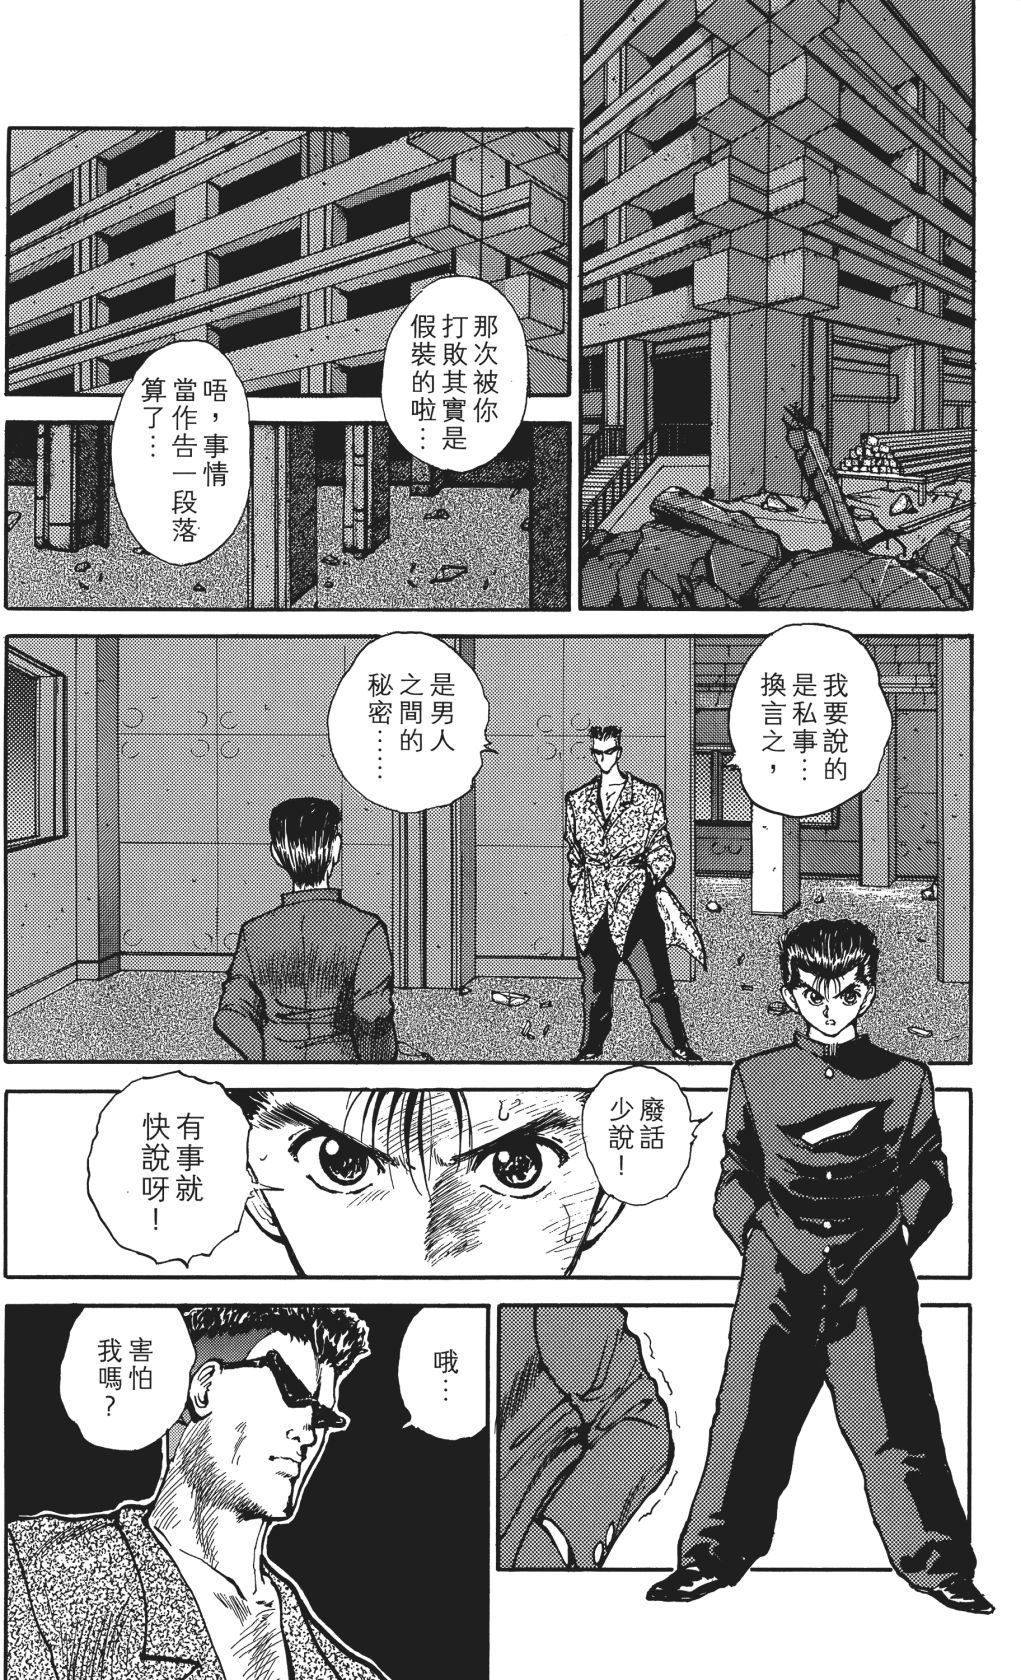 那次被你
打敗其實是
假裝的啦…
唔，事情
當作告一段落
算了…
我要說的
是私事…
換言之，
是男人
之間的
秘密……
廢話
少說！
有事就
快說呀！
哦…
害怕
我嗎？